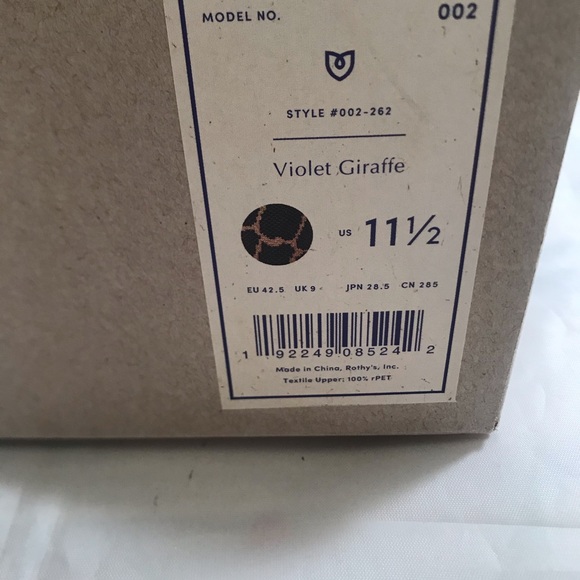 MODEL NO. 002
STYLE #002-262
Violet Giraffe
US 11½
EU 42.5 UK 9 JPN 28.5 CN 285
1 92249 08524 2
Made in China, Rothy's, Inc.
Textile Upper: 100% rPET